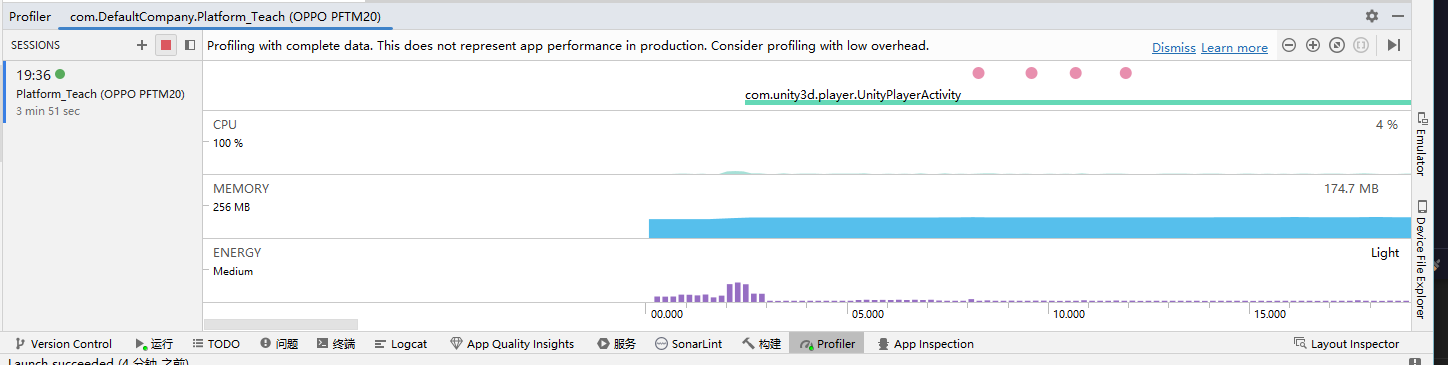 Profiler com.DefaultCompany.Platform_Teach (OPPO PFTM20)
SESSIONS
Profiling with complete data. This does not represent app performance in production. Consider profiling with low overhead.
Dismiss Learn more
19:36
Platform_Teach (OPPO PFTM20)
3 min 51 sec
com.unity3d.player.UnityPlayerActivity
CPU
100 %
4 %
MEMORY
256 MB
174.7 MB
ENERGY
Medium
Light
00.000 05.000 10.000 15.000
Emulator
Device File Explorer
Version Control 运行 TODO 问题 终端 Logcat App Quality Insights 服务 SonarLint 构建 Profiler App Inspection Layout Inspector
Launch succeeded (4 分钟 之前)